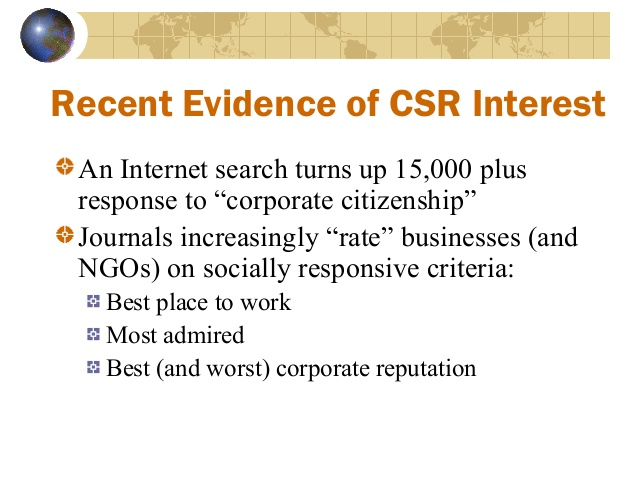 Recent Evidence of CSR Interest
An Internet search turns up 15,000 plus
response to “corporate citizenship”
Journals increasingly “rate” businesses (and
NGOs) on socially responsive criteria:
Best place to work
Most admired
Best (and worst) corporate reputation